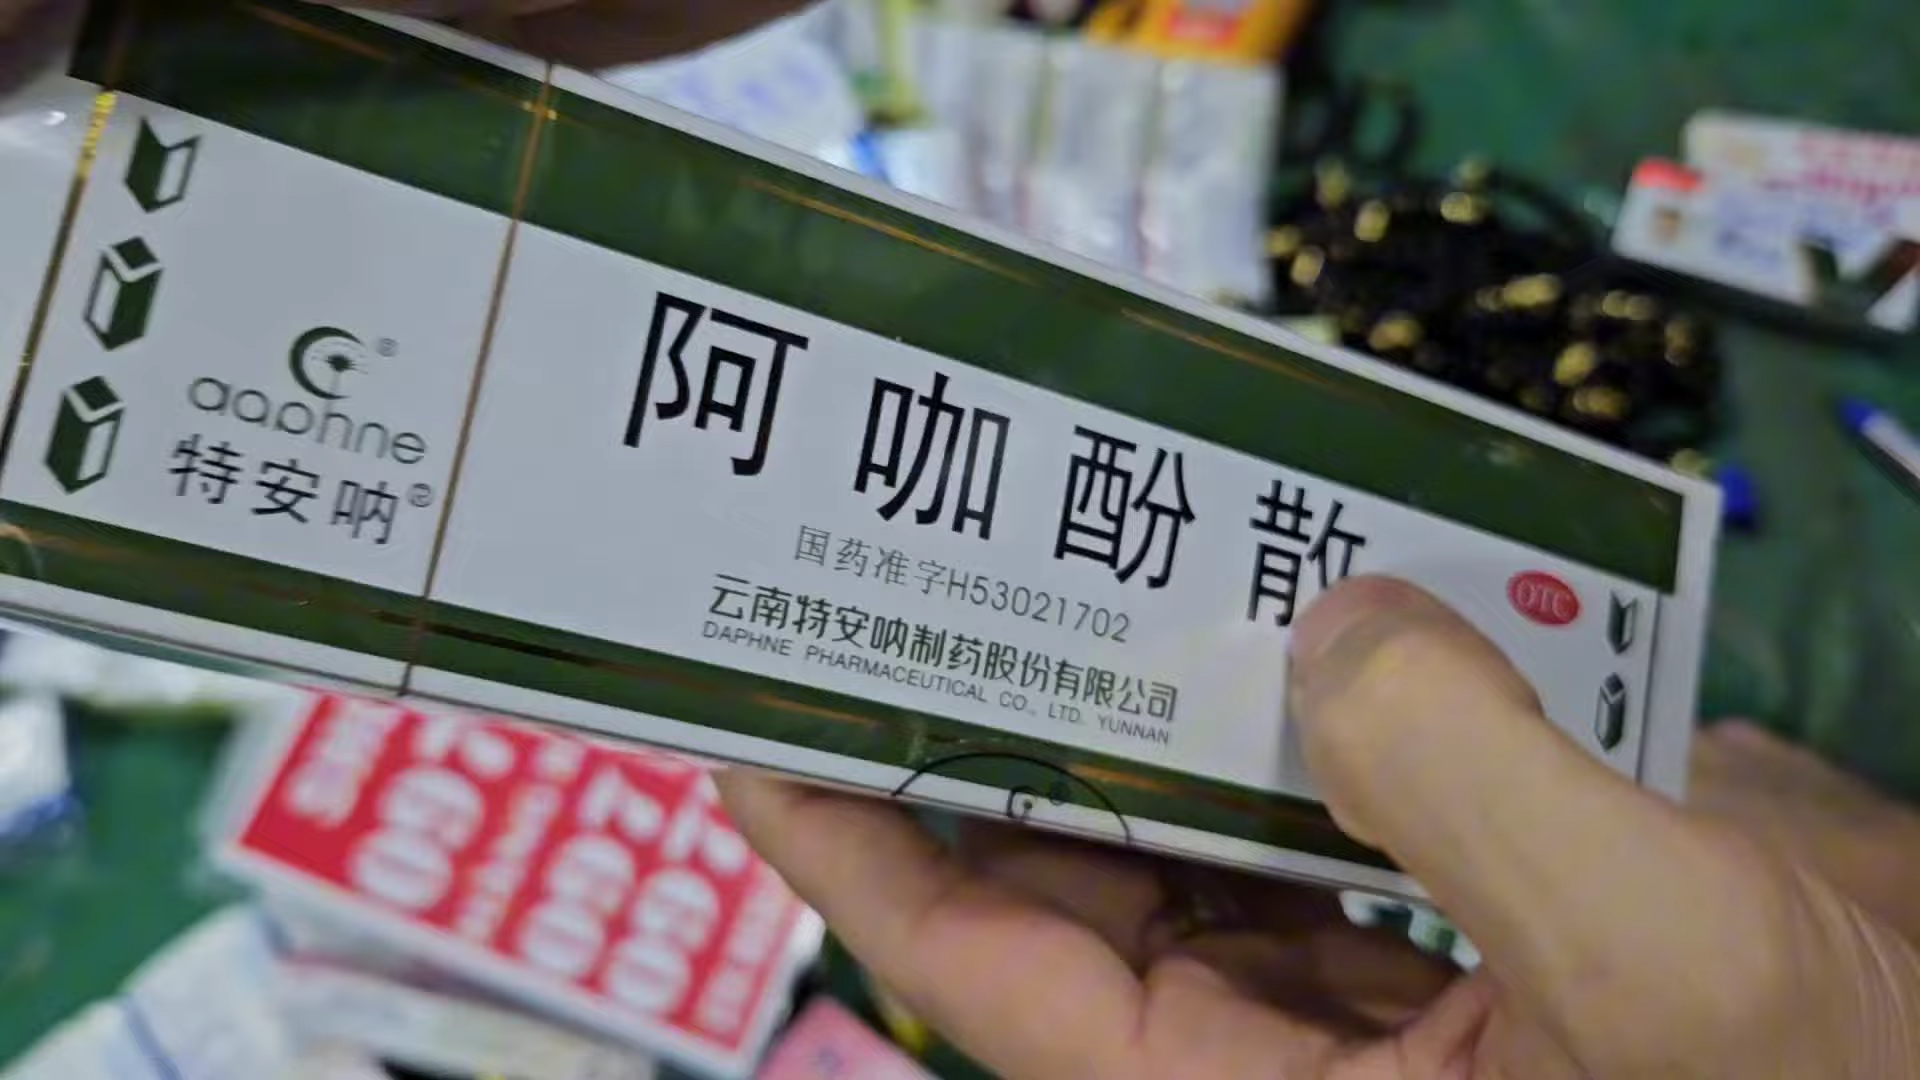 daphne®
特安呐®
阿咖酚散
国药准字H53021702
云南特安呐制药股份有限公司
DAPHNE PHARMACEUTICAL CO., LTD. YUNNAN
OTC